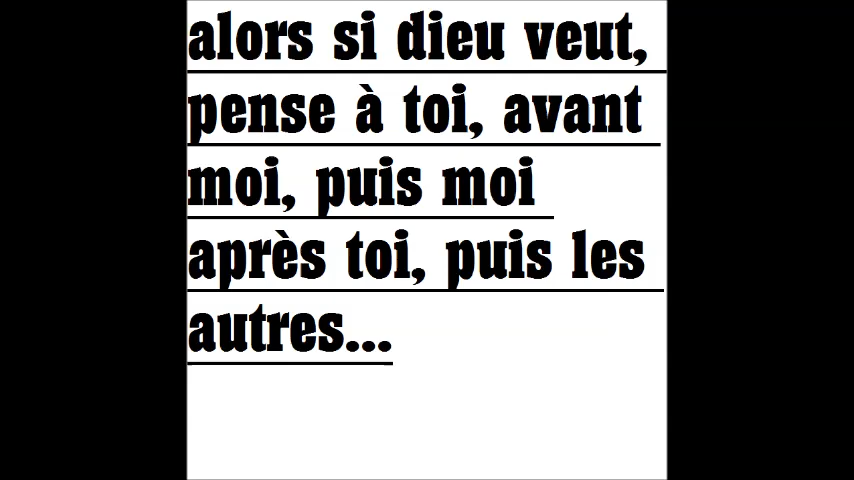 alors si dieu veut,
pense à toi, avant
moi, puis moi
après toi, puis les
autres...